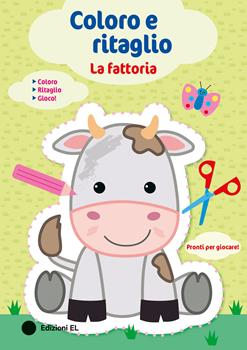 Coloro e
ritaglio
La fattoria
Coloro
Ritaglio
Gioco!
Pronti per giocare!
Edizioni EL